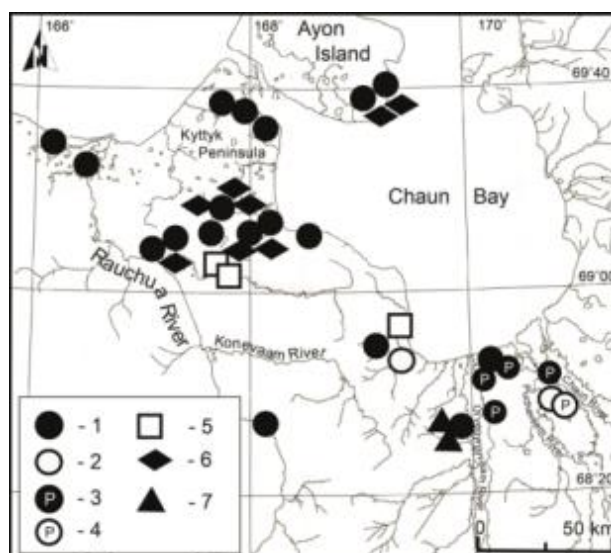 166°
168
170°
N
Ayon
Island
69°40
Kyttyk
Peninsula
Chaun Bay
Rauchua River
69°00
Konevaam River
P
P
P
P
P
68°20
- 1
- 2
P - 3
P - 4
- 5
- 6
- 7
0 50 km